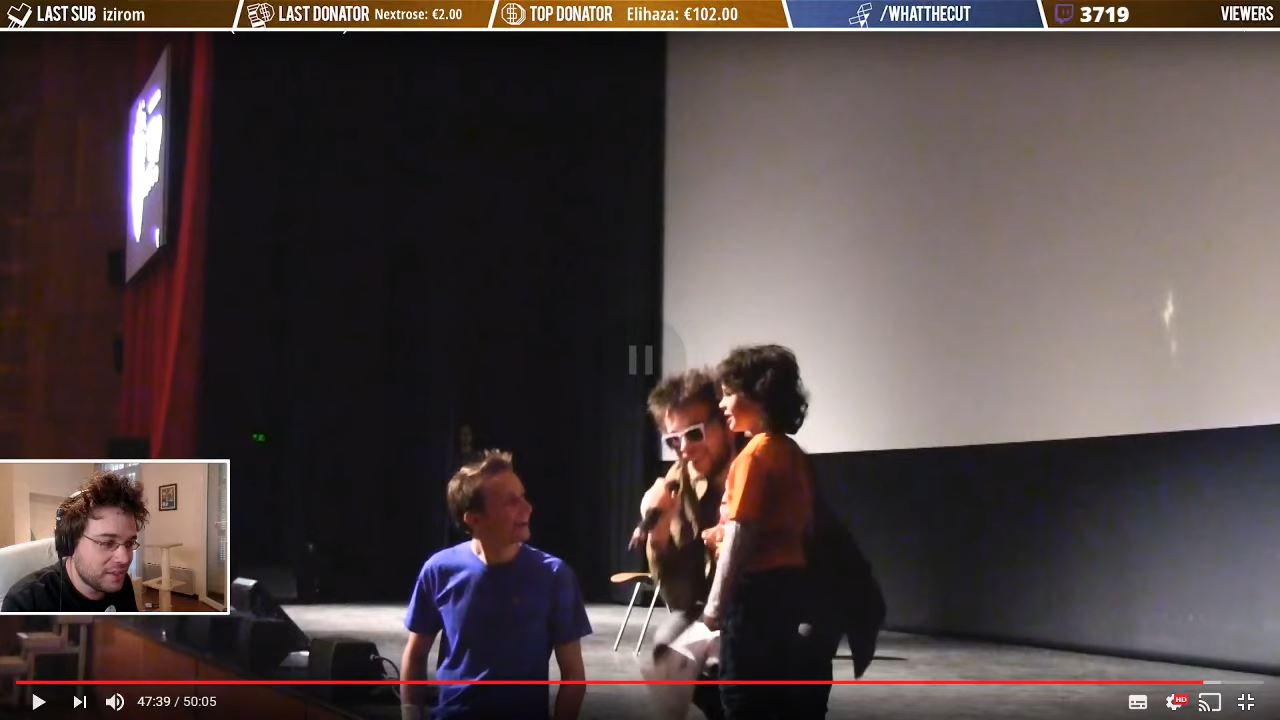 LAST SUB izirom
LAST DONATOR Nextrose: €2.00
TOP DONATOR Elihaza: €102.00
/WHATTHECUT
3719 VIEWERS
47:39 / 50:05
HD